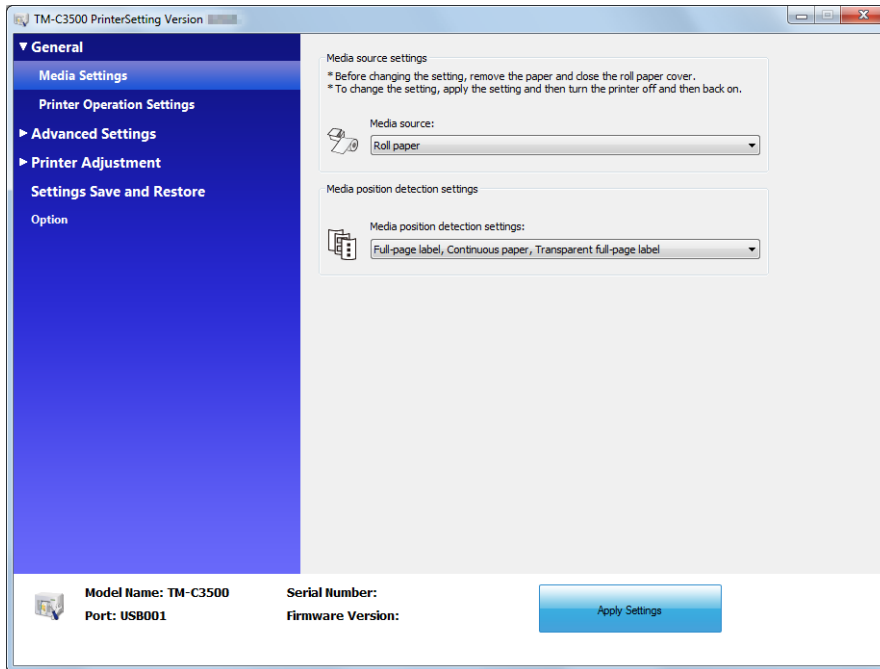 TM-C3500 PrinterSetting Version
General
Media Settings
Printer Operation Settings
Advanced Settings
Printer Adjustment
Settings Save and Restore
Option
Media source settings
* Before changing the setting, remove the paper and close the roll paper cover.
* To change the setting, apply the setting and then turn the printer off and then back on.
Media source:
Roll paper
Media position detection settings
Media position detection settings:
Full-page label, Continuous paper, Transparent full-page label
Model Name: TM-C3500
Port: USB001
Serial Number:
Firmware Version:
Apply Settings